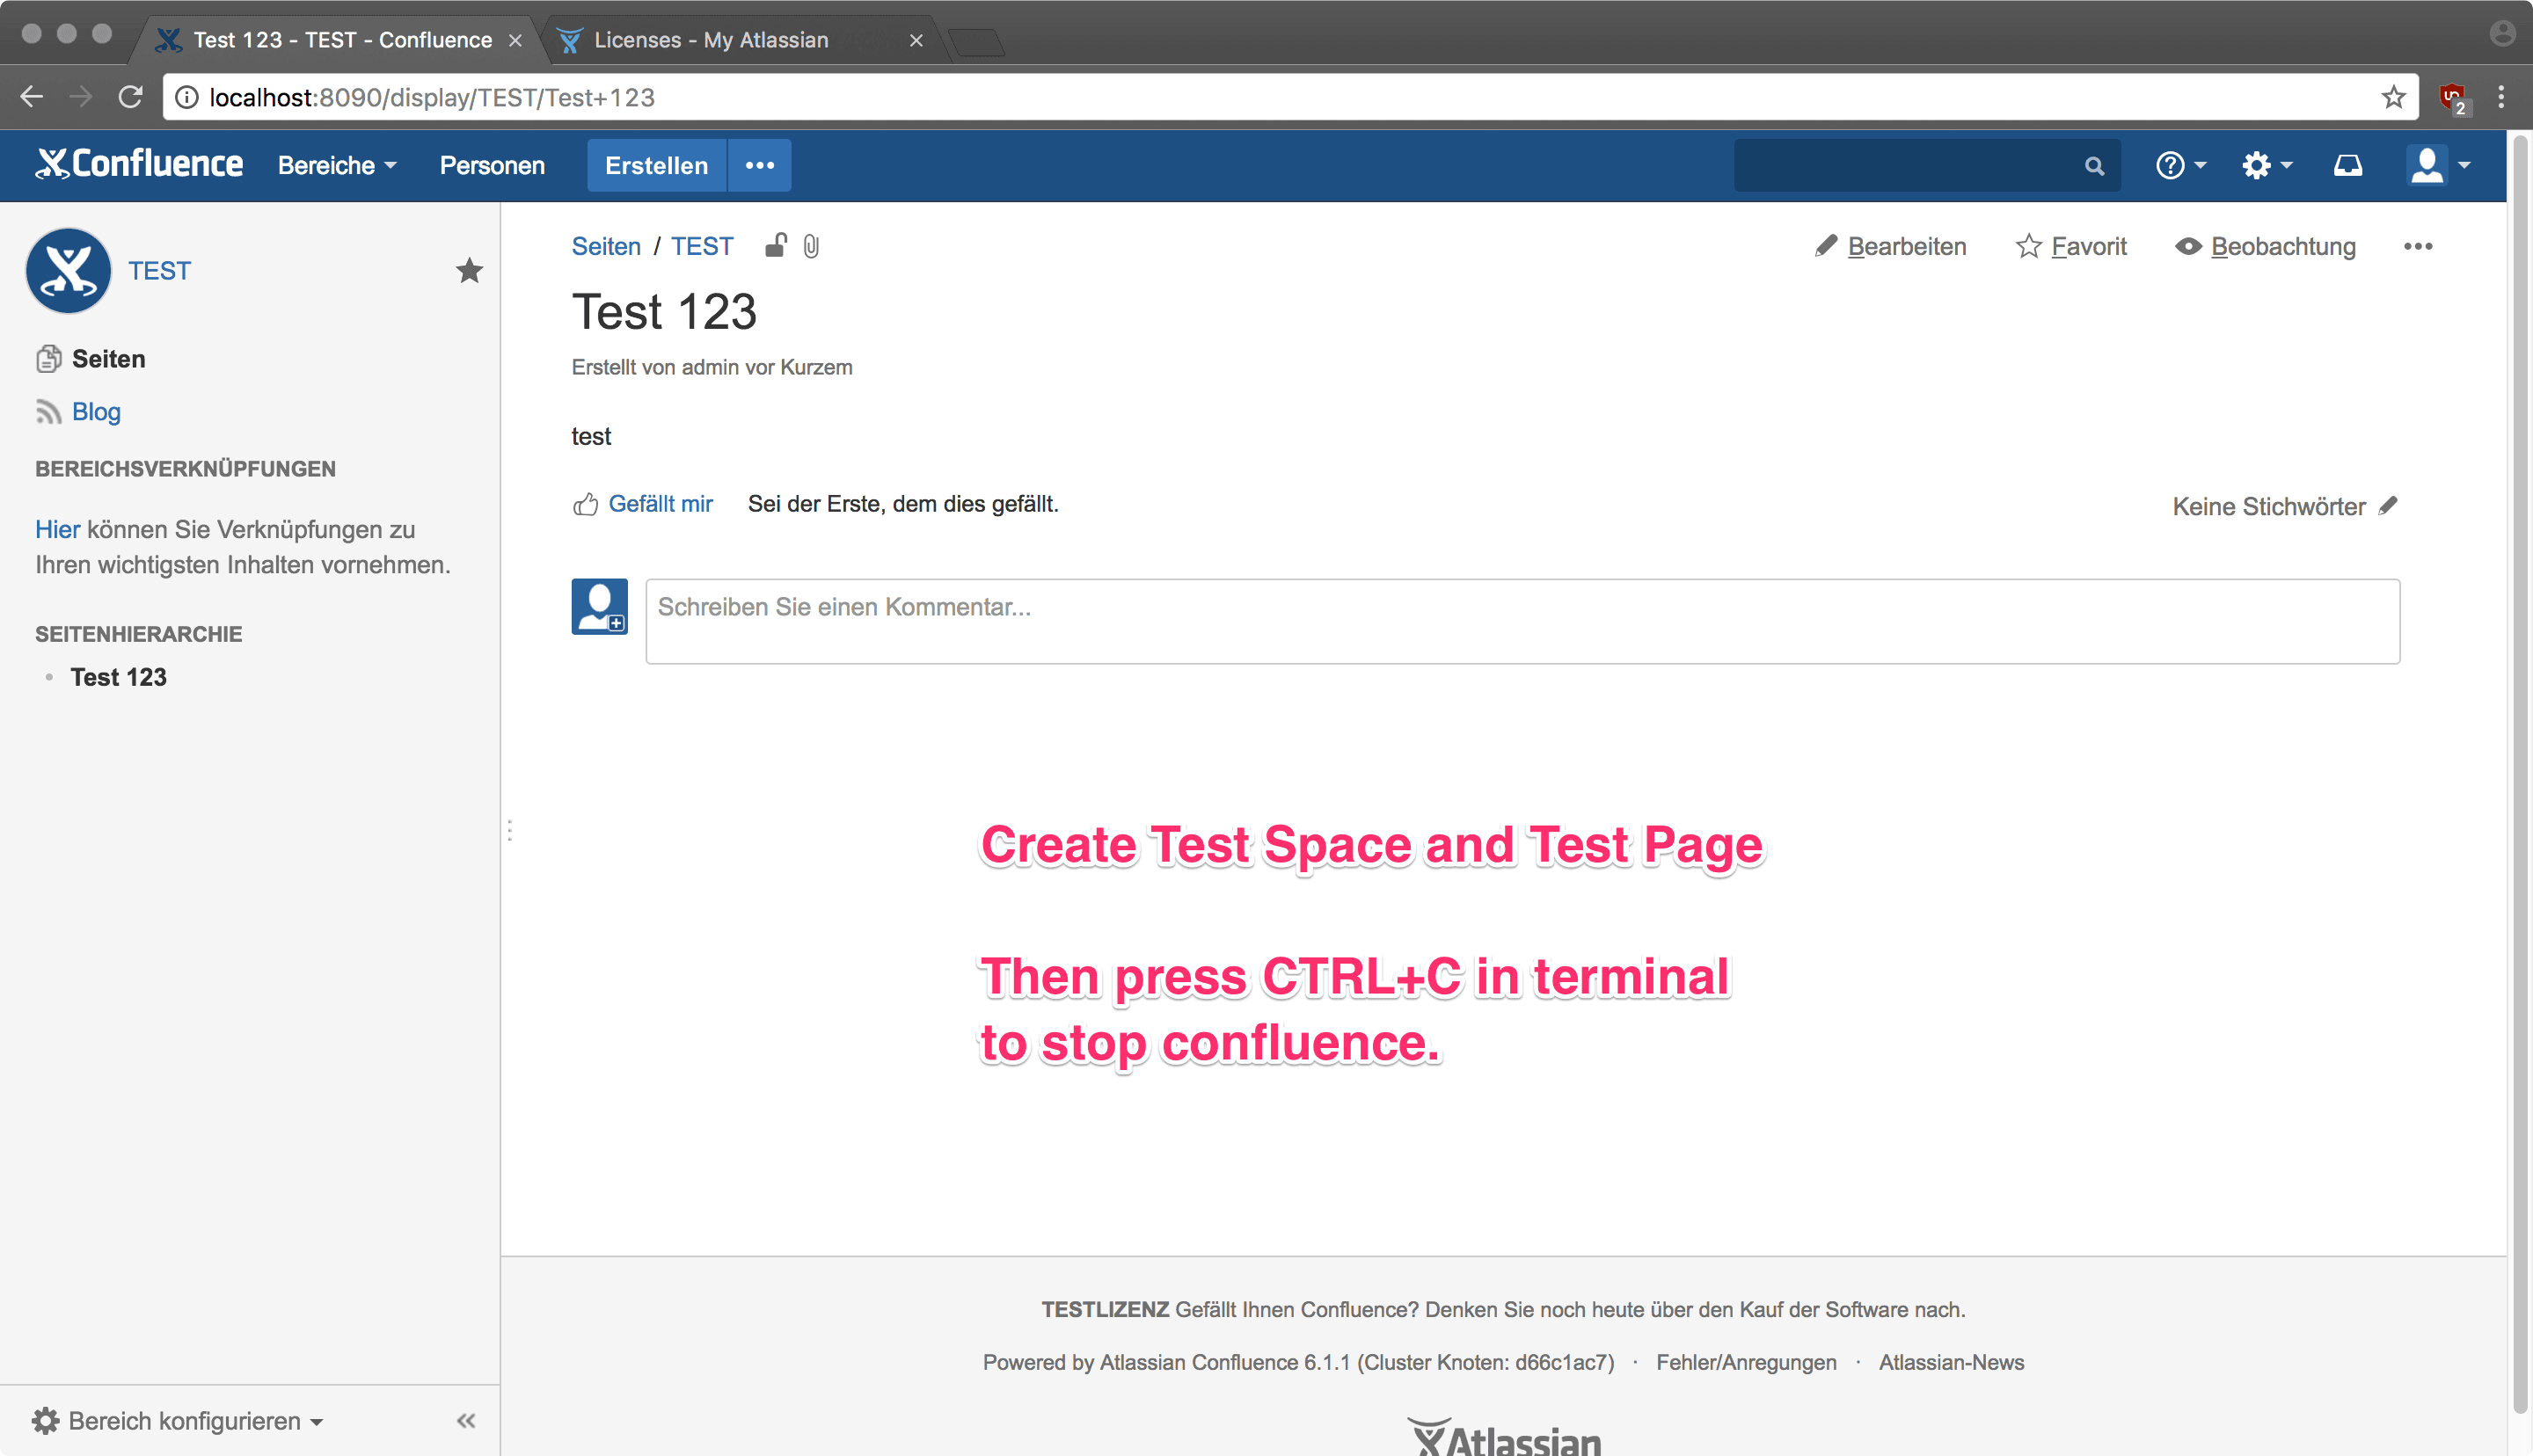 Test 123 - TEST - Confluence
Licenses - My Atlassian
localhost:8090/display/TEST/Test+123
2
Confluence
Bereiche
Personen
Erstellen
TEST
Seiten
Blog
BEREICHSVERKNÜPFUNGEN
Hier können Sie Verknüpfungen zu
Ihren wichtigsten Inhalten vornehmen.
SEITENHIERARCHIE
Test 123
Bereich konfigurieren
Seiten / TEST
Bearbeiten
Favorit
Beobachtung
Test 123
Erstellt von admin vor Kurzem
test
Gefällt mir
Sei der Erste, dem dies gefällt.
Keine Stichwörter
Schreiben Sie einen Kommentar...
Create Test Space and Test Page
Then press CTRL+C in terminal
to stop confluence.
TESTLIZENZ Gefällt Ihnen Confluence? Denken Sie noch heute über den Kauf der Software nach.
Powered by Atlassian Confluence 6.1.1 (Cluster Knoten: d66c1ac7) · Fehler/Anregungen · Atlassian-News
Atlassian